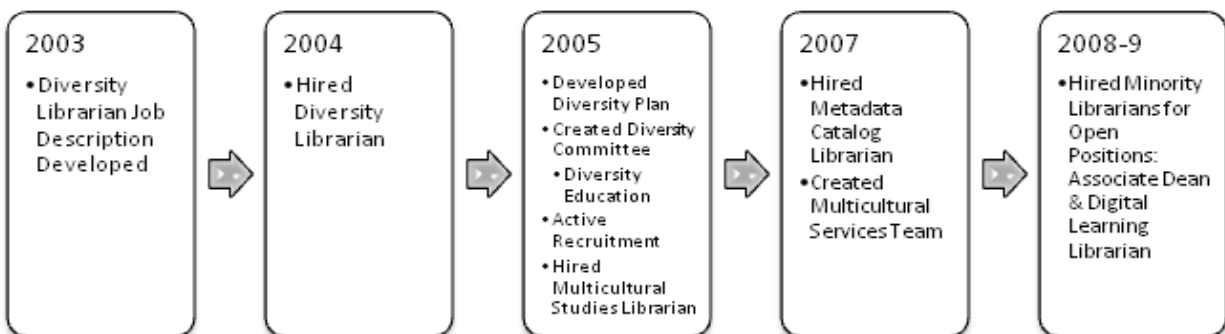 2003
• Diversity
Librarian Job
Description
Developed
2004
• Hired
Diversity
Librarian
2005
• Developed
Diversity Plan
• Created Diversity
Committee
• Diversity
Education
• Active
Recruitment
• Hired
Multicultural
Studies Librarian
2007
• Hired
Metadata
Catalog
Librarian
• Created
Multicultural
Services Team
2008-9
• Hired Minority
Librarians for
Open
Positions:
Associate Dean
& Digital
Learning
Librarian